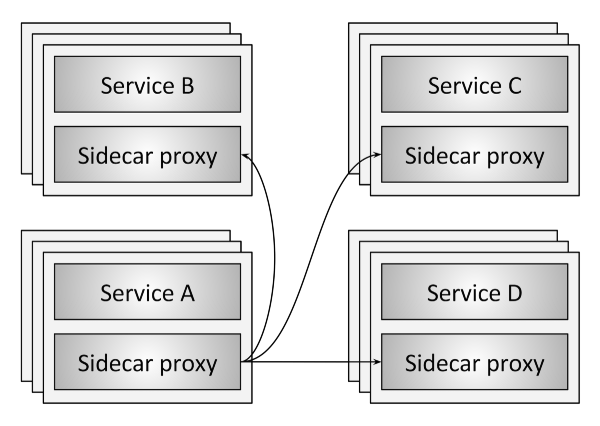 Service B
Sidecar proxy
Service C
Sidecar proxy
Service A
Sidecar proxy
Service D
Sidecar proxy